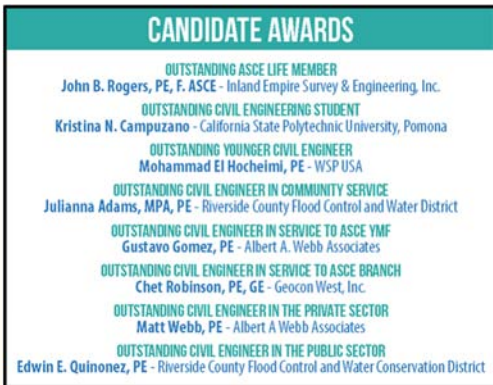 CANDIDATE AWARDS
OUTSTANDING ASCE LIFE MEMBER
John B. Rogers, PE, F. ASCE - Inland Empire Survey & Engineering, Inc.
OUTSTANDING CIVIL ENGINEERING STUDENT
Kristina N. Campuzano - California State Polytechnic University, Pomona
OUTSTANDING YOUNGER CIVIL ENGINEER
Mohammad El Hocheimi, PE - WSP USA
OUTSTANDING CIVIL ENGINEER IN COMMUNITY SERVICE
Julianna Adams, MPA, PE - Riverside County Flood Control and Water District
OUTSTANDING CIVIL ENGINEER IN SERVICE TO ASCE YMF
Gustavo Gomez, PE - Albert A. Webb Associates
OUTSTANDING CIVIL ENGINEER IN SERVICE TO ASCE BRANCH
Chet Robinson, PE, GE - Geocon West, Inc.
OUTSTANDING CIVIL ENGINEER IN THE PRIVATE SECTOR
Matt Webb, PE - Albert A Webb Associates
OUTSTANDING CIVIL ENGINEER IN THE PUBLIC SECTOR
Edwin E. Quinonez, PE - Riverside County Flood Control and Water Conservation District